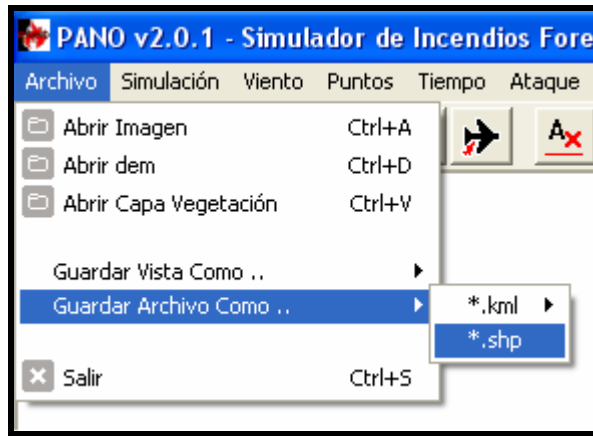 PANO v2.0.1 - Simulador de Incendios Fore
Archivo Simulación Viento Puntos Tiempo Ataque
Abrir Imagen Ctrl+A
Abrir dem Ctrl+D
Abrir Capa Vegetación Ctrl+V
Guardar Vista Como ..
Guardar Archivo Como .. *.kml
*.shp
Salir Ctrl+S